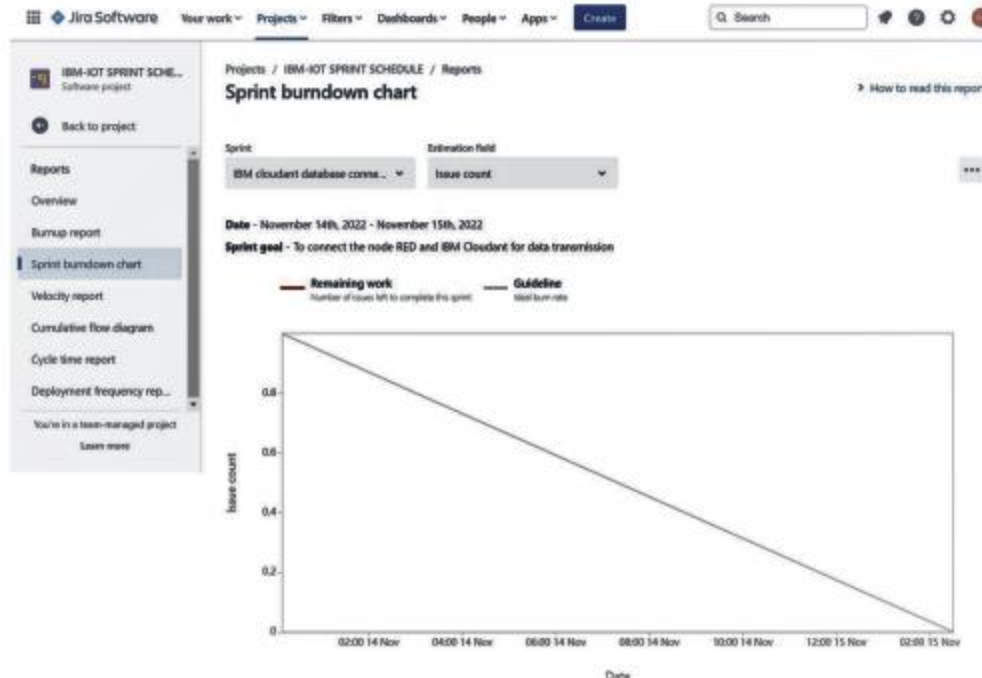 Jira Software Your work Projects Filters Dashboards People Apps Create Search
IBM-IOT SPRINT SCHE...
Software project
Back to project
Reports
Overview
Burnup report
Sprint burndown chart
Velocity report
Cumulative flow diagram
Cycle time report
Deployment frequency rep...
You're in a team-managed project
Learn more
Projects / IBM-IOT SPRINT SCHEDULE / Reports
Sprint burndown chart
How to read this report
Sprint Estimation field
IBM cloudant database conne... Issue count
Date - November 14th, 2022 - November 15th, 2022
Sprint goal - To connect the node RED and IBM Cloudant for data transmission
Remaining work Guideline
Number of issues left to complete this sprint Ideal burn rate
Issue count
0.8
0.6
0.4
0.2
0
02:00 14 Nov 04:00 14 Nov 06:00 14 Nov 08:00 14 Nov 10:00 14 Nov 12:00 15 Nov 02:00 15 Nov
Date